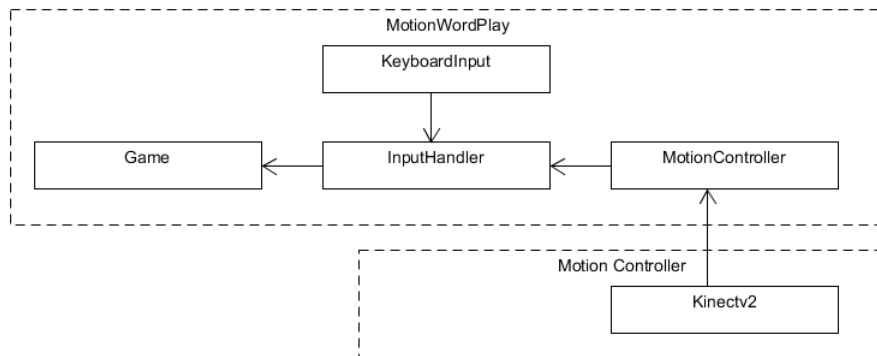 MotionWordPlay
KeyboardInput
Game
InputHandler
MotionController
Motion Controller
Kinectv2